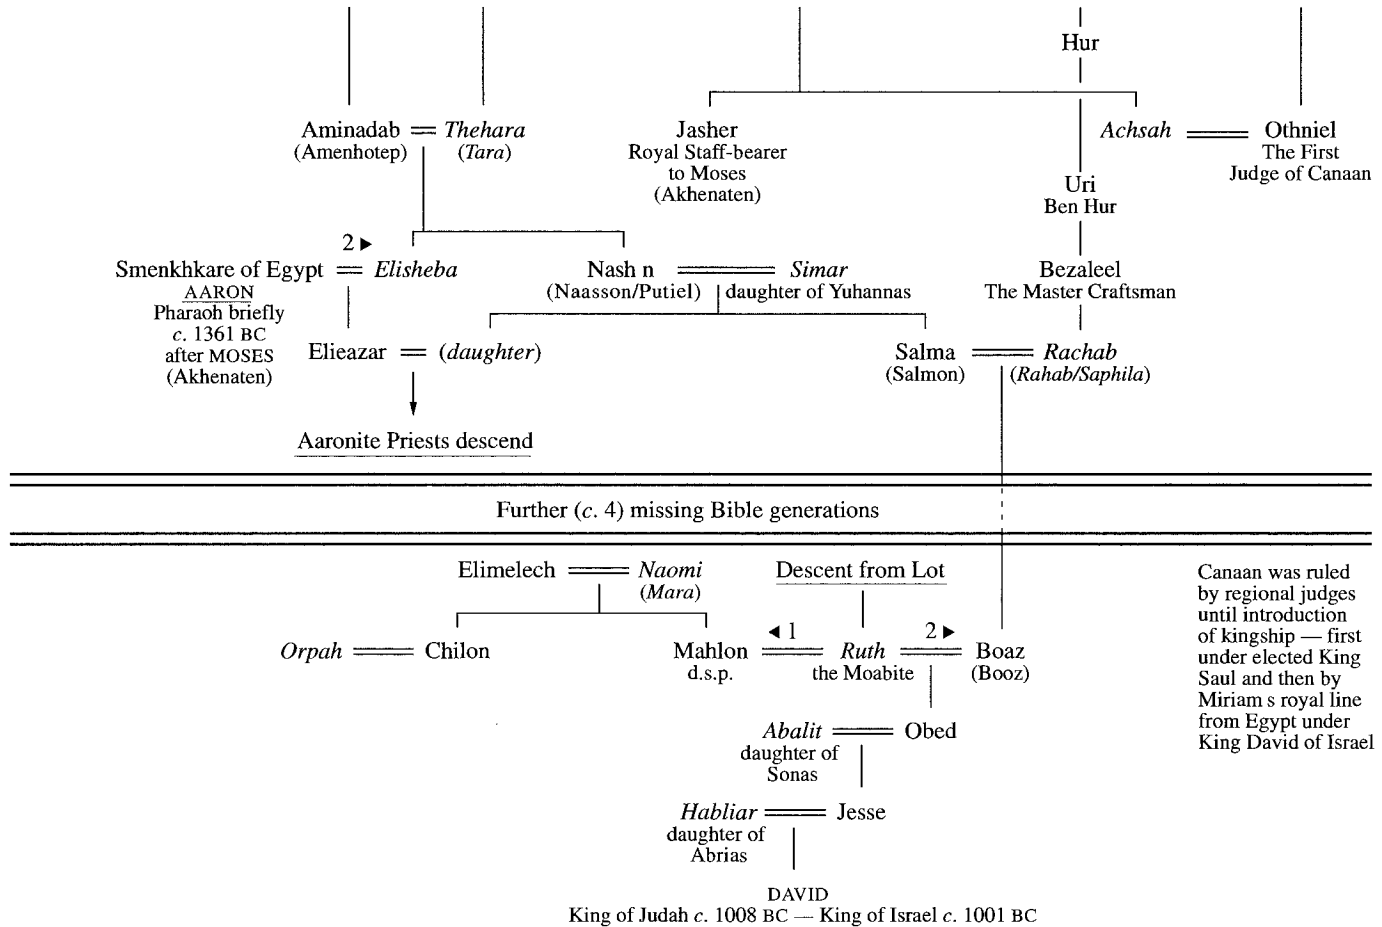 Hur
Aminadab
(Amenhotep)
Thehara
(Tara)
Jasher
Royal Staff-bearer
to Moses
(Akhenaten)
Achsah
Othniel
The First
Judge of Canaan
Uri
Ben Hur
2
Smenkhkare of Egypt
AARON
Pharaoh briefly
c. 1361 BC
after MOSES
(Akhenaten)
Elisheba
Nash n
(Naasson/Putiel)
Simar
daughter of Yuhannas
Bezaleel
The Master Craftsman
Elieazar
(daughter)
Salma
(Salmon)
Rachab
(Rahab/Saphila)
Aaronite Priests descend
Further (c. 4) missing Bible generations
Elimelech
Naomi
(Mara)
Descent from Lot
Canaan was ruled
by regional judges
until introduction
of kingship — first
under elected King
Saul and then by
Miriam s royal line
from Egypt under
King David of Israel
Orpah
Chilon
Mahlon
d.s.p.
1
Ruth
the Moabite
2
Boaz
(Booz)
Abalit
daughter of
Sonas
Obed
Habliar
daughter of
Abrias
Jesse
DAVID
King of Judah c. 1008 BC — King of Israel c. 1001 BC